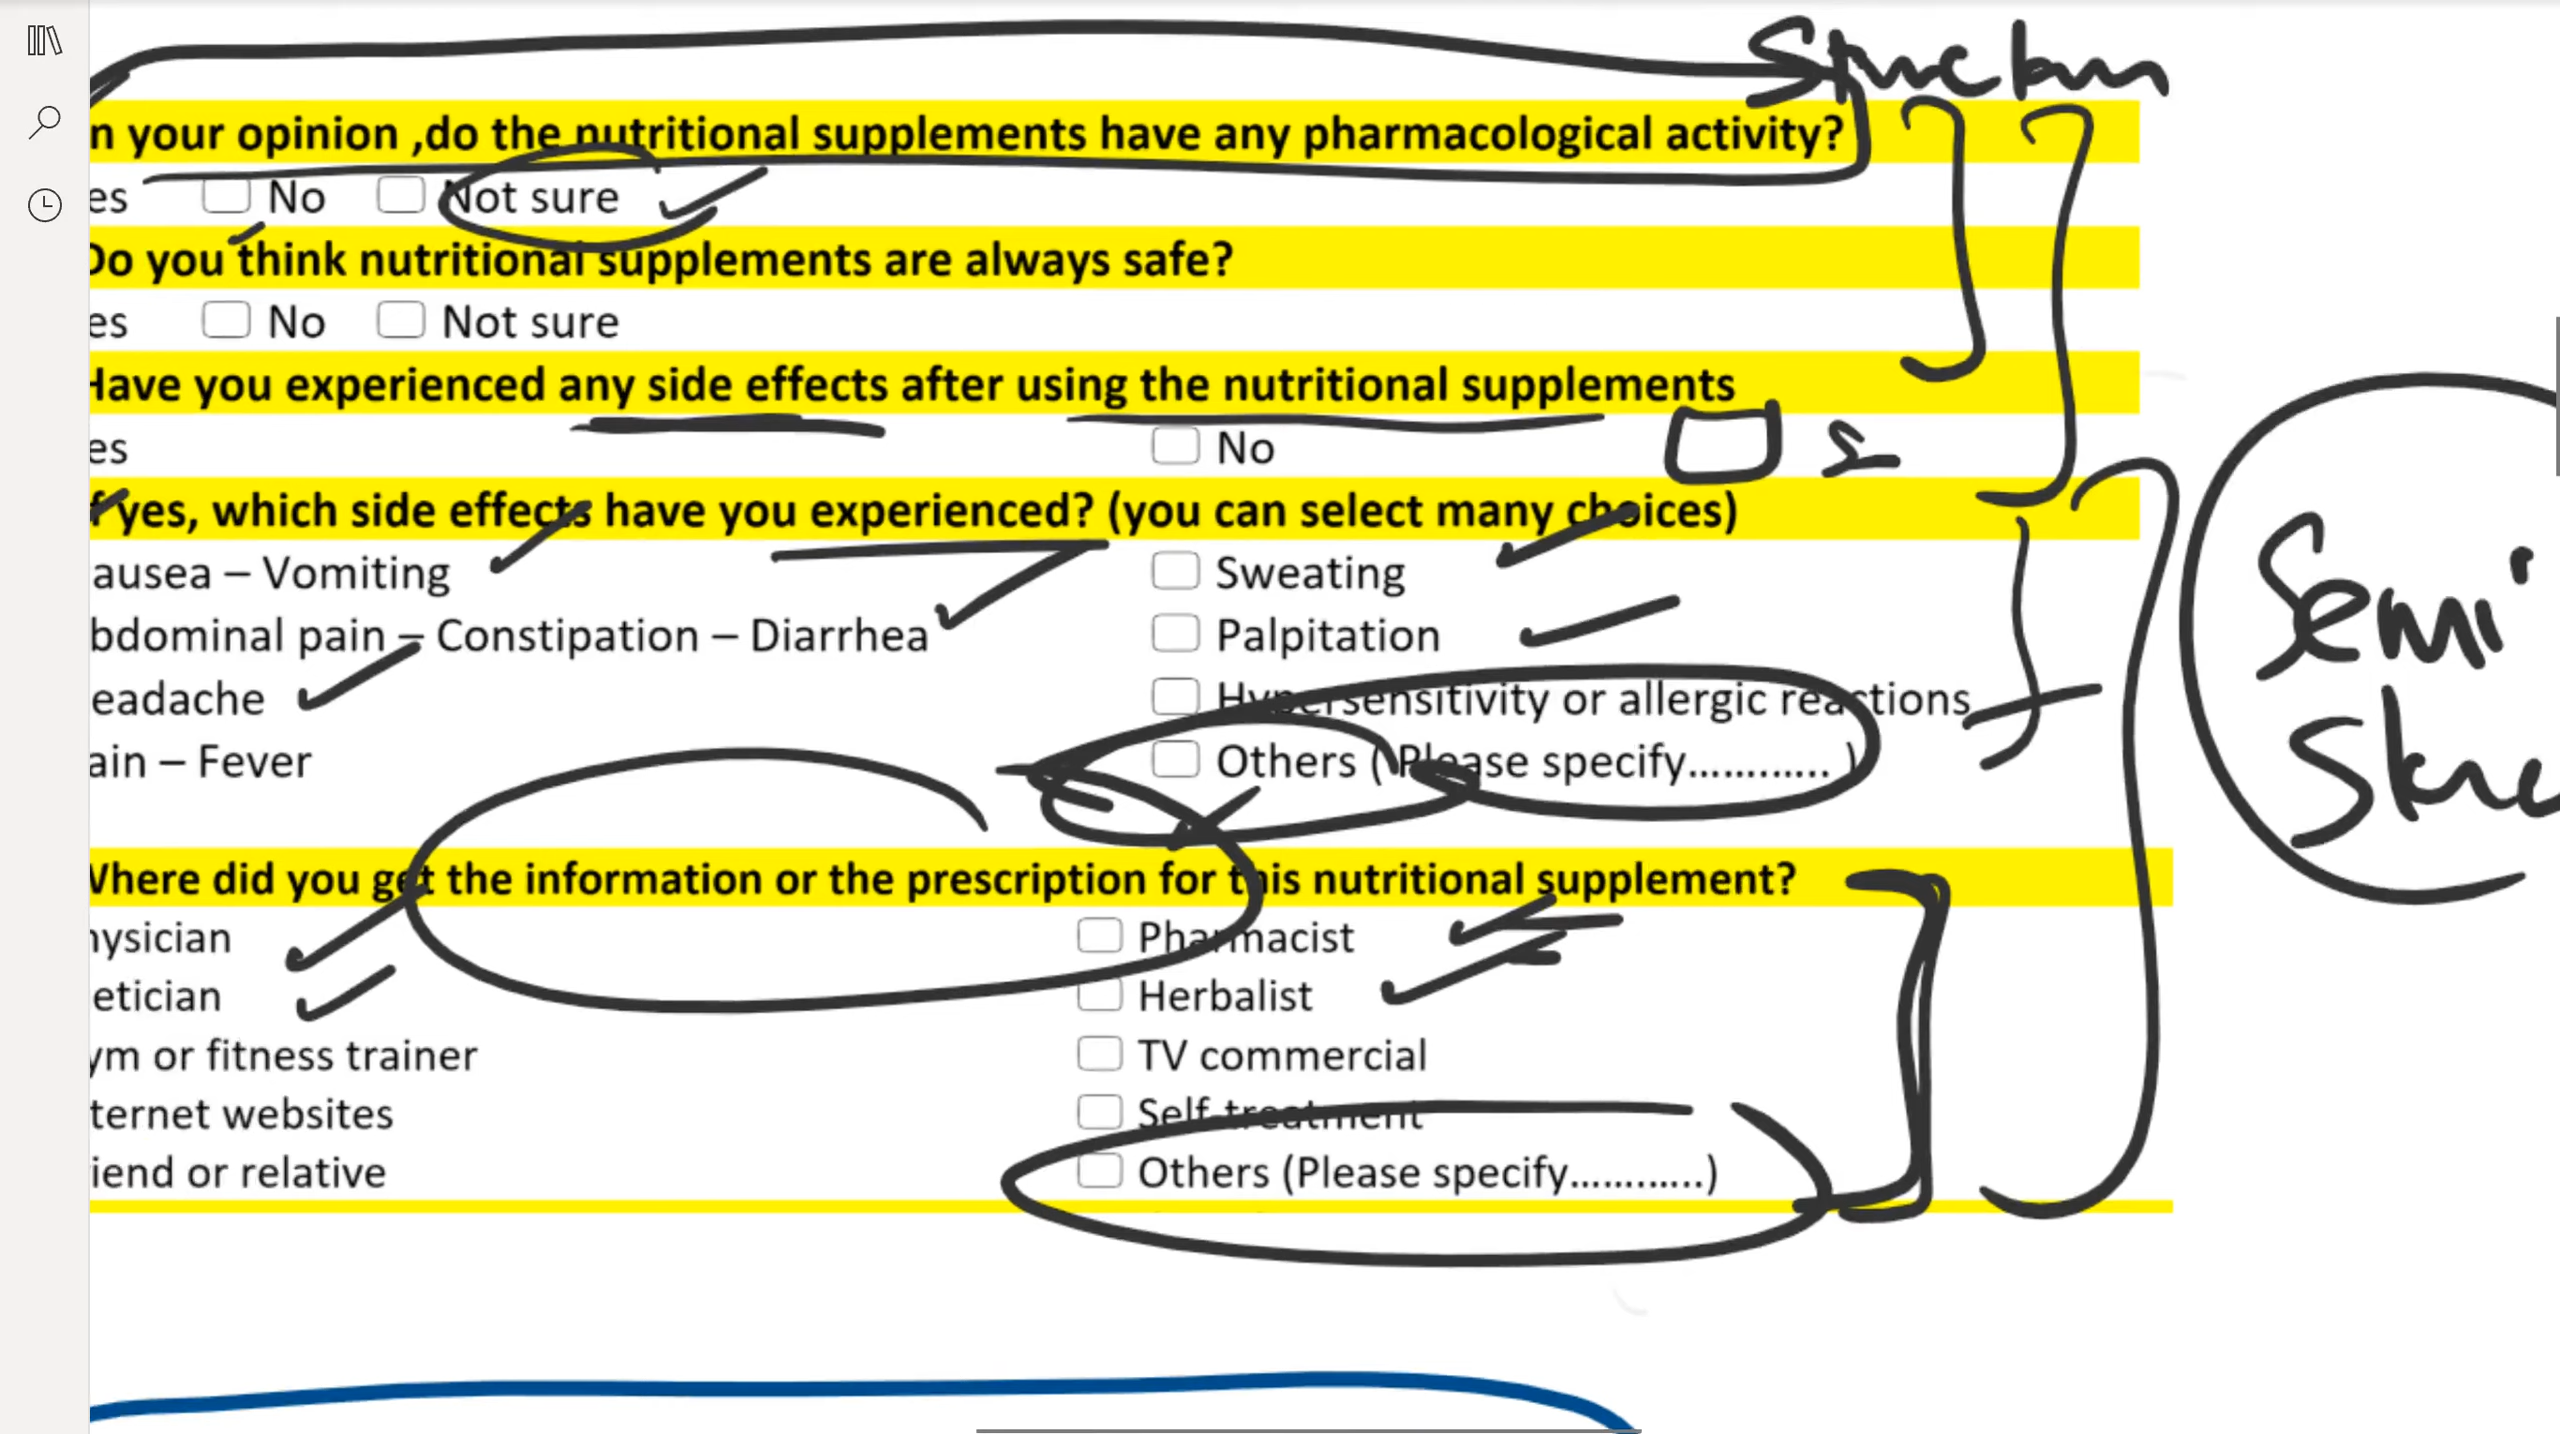 Structure
n your opinion ,do the nutritional supplements have any pharmacological activity?
es No Not sure
Do you think nutritional supplements are always safe?
es No Not sure
Have you experienced any side effects after using the nutritional supplements
es No
f yes, which side effects have you experienced? (you can select many choices)
ausea – Vomiting Sweating
bdominal pain – Constipation – Diarrhea Palpitation
eadache Hypersensitivity or allergic reactions
ain – Fever Others (Please specify............)
Semi
Where did you get the information or the prescription for this nutritional supplement?
hysician Pharmacist
etician Herbalist
ym or fitness trainer TV commercial
ternet websites Self-treatment
iend or relative Others (Please specify............)